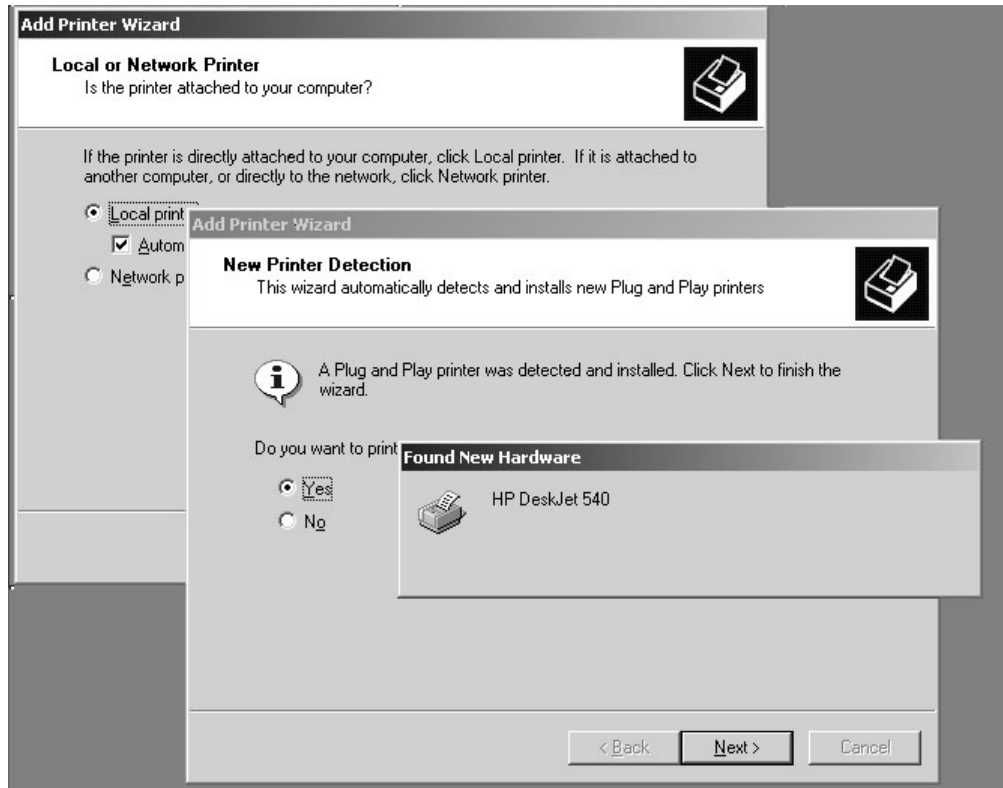 Add Printer Wizard
Local or Network Printer
Is the printer attached to your computer?
If the printer is directly attached to your computer, click Local printer. If it is attached to
another computer, or directly to the network, click Network printer.
Local print
Autom
Network p
Add Printer Wizard
New Printer Detection
This wizard automatically detects and installs new Plug and Play printers
A Plug and Play printer was detected and installed. Click Next to finish the
wizard.
Do you want to print
Yes
No
Found New Hardware
HP DeskJet 540
< Back
Next >
Cancel